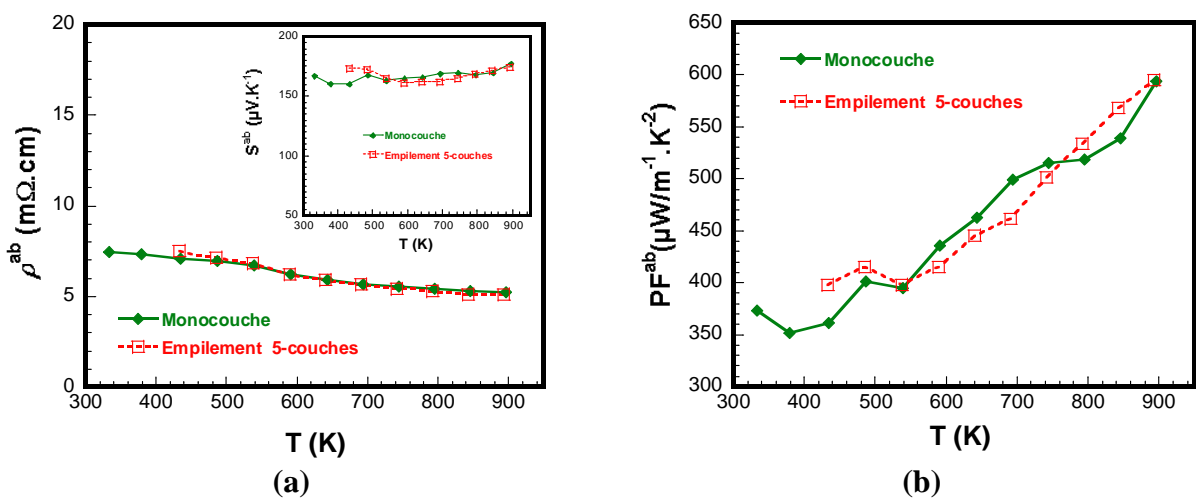 20
15
10
5
0
ρᵃᵇ (mΩ.cm)
200
150
100
50
Sᵃᵇ (µV.K⁻¹)
Monocouche
Empilement 5-couches
300 400 500 600 700 800 900
T (K)
Monocouche
Empilement 5-couches
300 400 500 600 700 800 900
T (K)
(a)
650
600
550
500
450
400
350
300
PFᵃᵇ(µW/m⁻¹.K⁻²)
Monocouche
Empilement 5-couches
300 400 500 600 700 800 900
T (K)
(b)